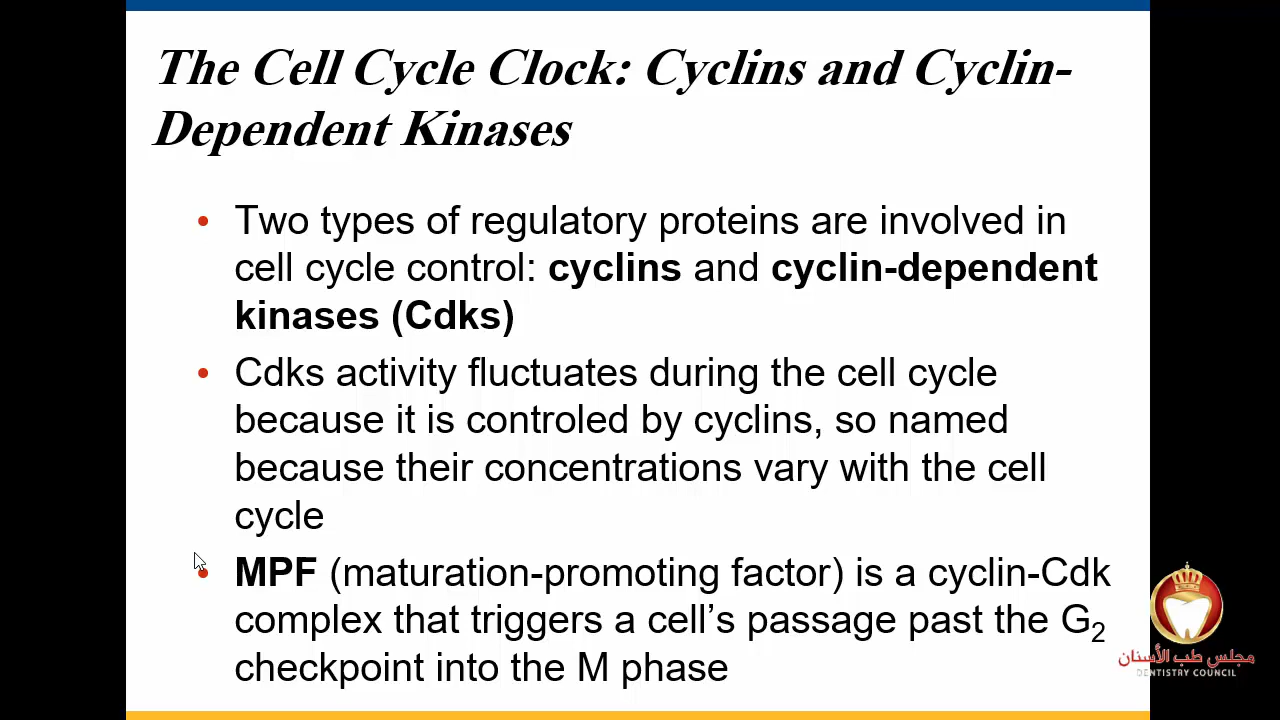 The Cell Cycle Clock: Cyclins and Cyclin-
Dependent Kinases
• Two types of regulatory proteins are involved in
cell cycle control: cyclins and cyclin-dependent
kinases (Cdks)
• Cdks activity fluctuates during the cell cycle
because it is controled by cyclins, so named
because their concentrations vary with the cell
cycle
• MPF (maturation-promoting factor) is a cyclin-Cdk
complex that triggers a cell’s passage past the G₂
checkpoint into the M phase
مجلس طب الأسنان
DENTISTRY COUNCIL